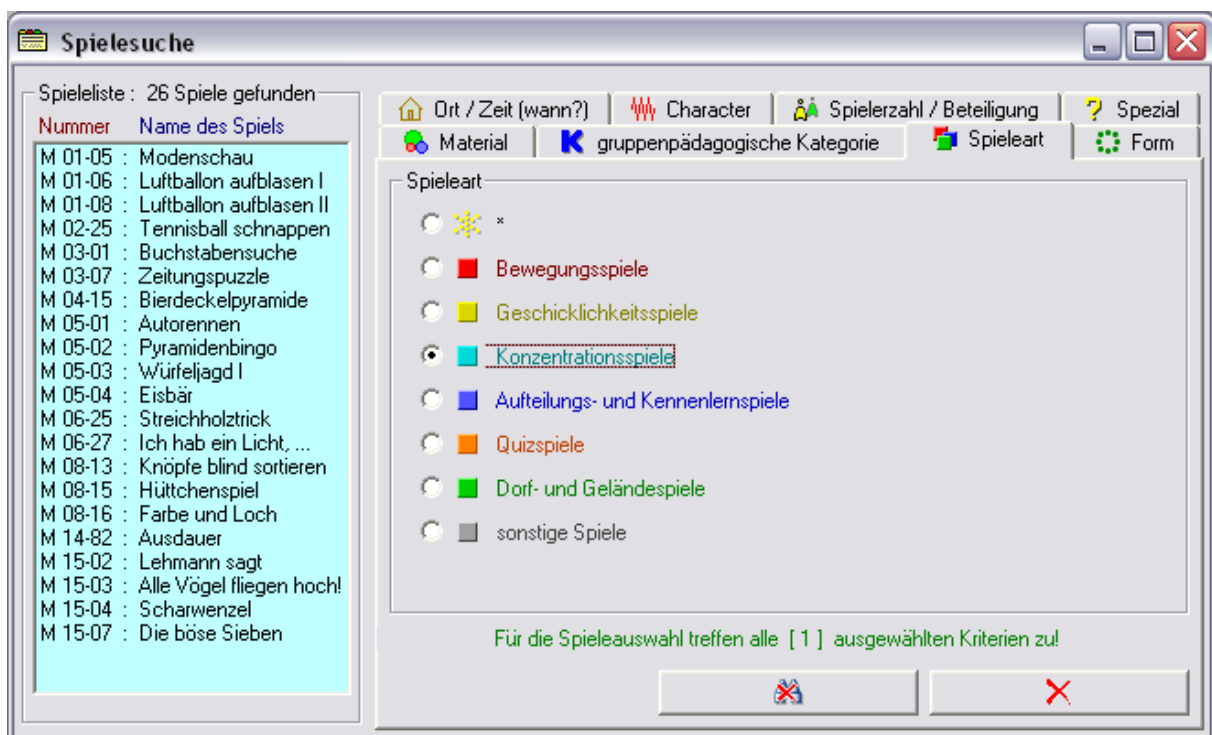 Spielesuche
Spieleliste : 26 Spiele gefunden
Nummer Name des Spiels
M 01-05 : Modenschau
M 01-06 : Luftballon aufblasen I
M 01-08 : Luftballon aufblasen II
M 02-25 : Tennisball schnappen
M 03-01 : Buchstabensuche
M 03-07 : Zeitungspuzzle
M 04-15 : Bierdeckelpyramide
M 05-01 : Autorennen
M 05-02 : Pyramidenbingo
M 05-03 : Würfeljagd I
M 05-04 : Eisbär
M 06-25 : Streichholztrick
M 06-27 : Ich hab ein Licht, ...
M 08-13 : Knöpfe blind sortieren
M 08-15 : Hüttchenspiel
M 08-16 : Farbe und Loch
M 14-82 : Ausdauer
M 15-02 : Lehmann sagt
M 15-03 : Alle Vögel fliegen hoch!
M 15-04 : Scharwenzel
M 15-07 : Die böse Sieben
Ort / Zeit (wann?) Character Spielerzahl / Beteiligung Spezial
Material gruppenpädagogische Kategorie Spieleart Form
Spieleart
*
Bewegungsspiele
Geschicklichkeitsspiele
Konzentrationsspiele
Aufteilungs- und Kennenlernspiele
Quizspiele
Dorf- und Geländespiele
sonstige Spiele
Für die Spieleauswahl treffen alle [ 1 ] ausgewählten Kriterien zu!